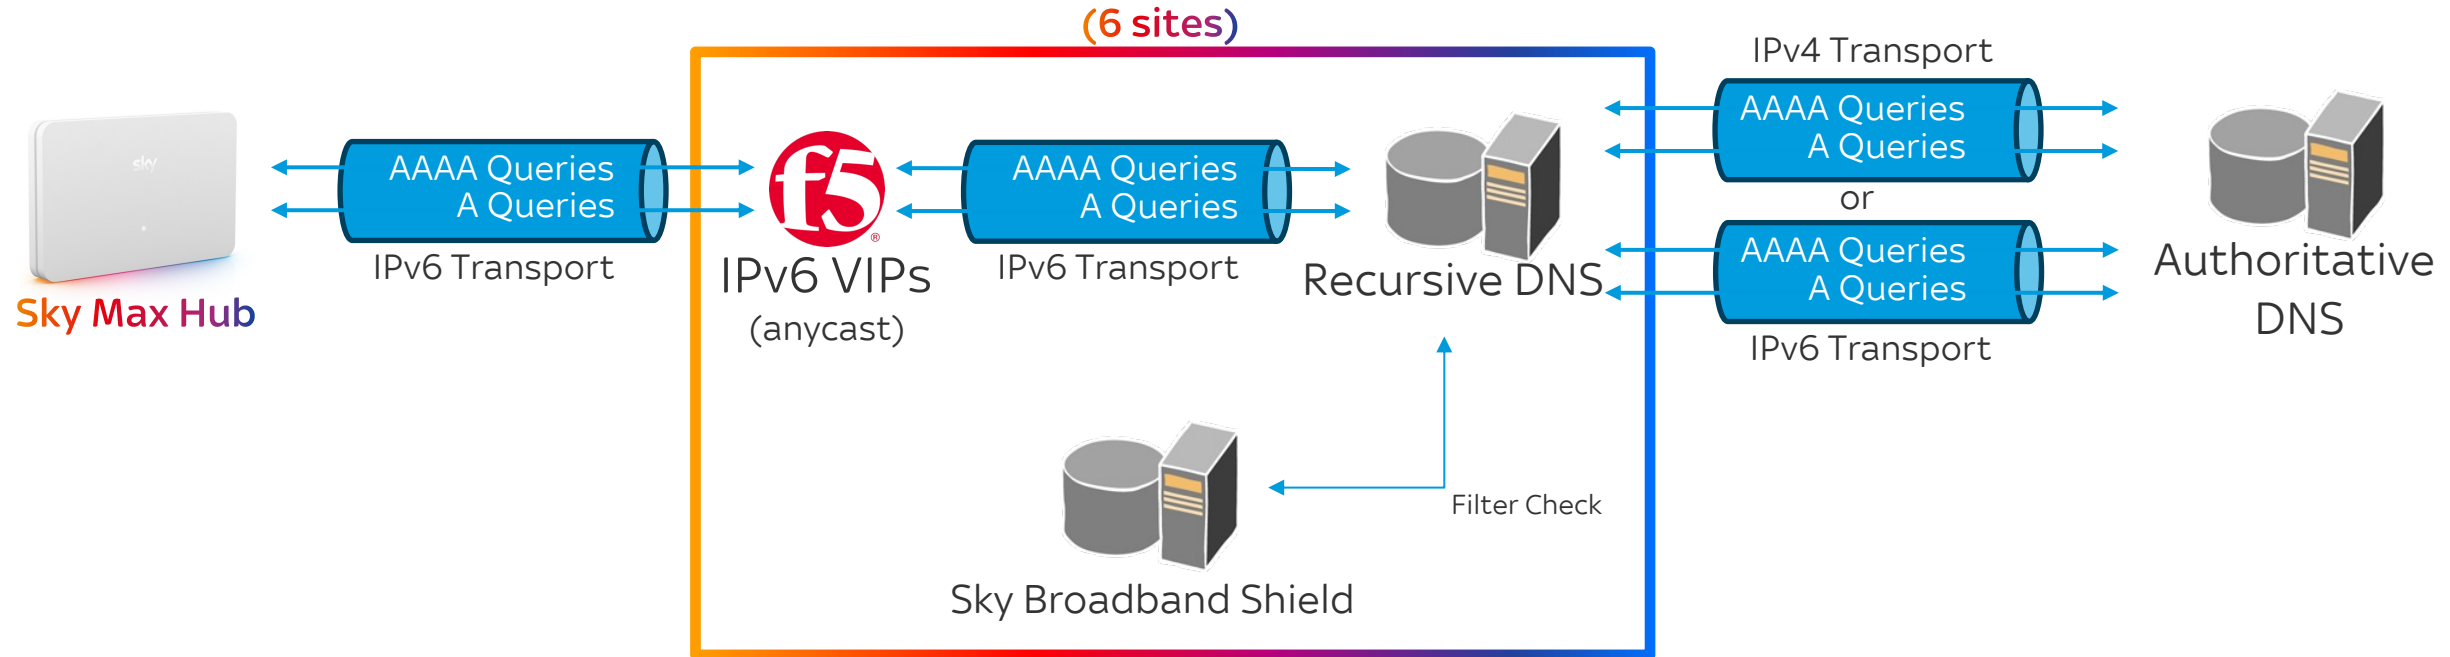 (6 sites)
IPv4 Transport
AAAA Queries
A Queries
or
AAAA Queries
A Queries
IPv6 Transport
sky
Sky Max Hub
AAAA Queries
A Queries
IPv6 Transport
f5
®
IPv6 VIPs
(anycast)
AAAA Queries
A Queries
IPv6 Transport
Recursive DNS
Authoritative
DNS
Filter Check
Sky Broadband Shield